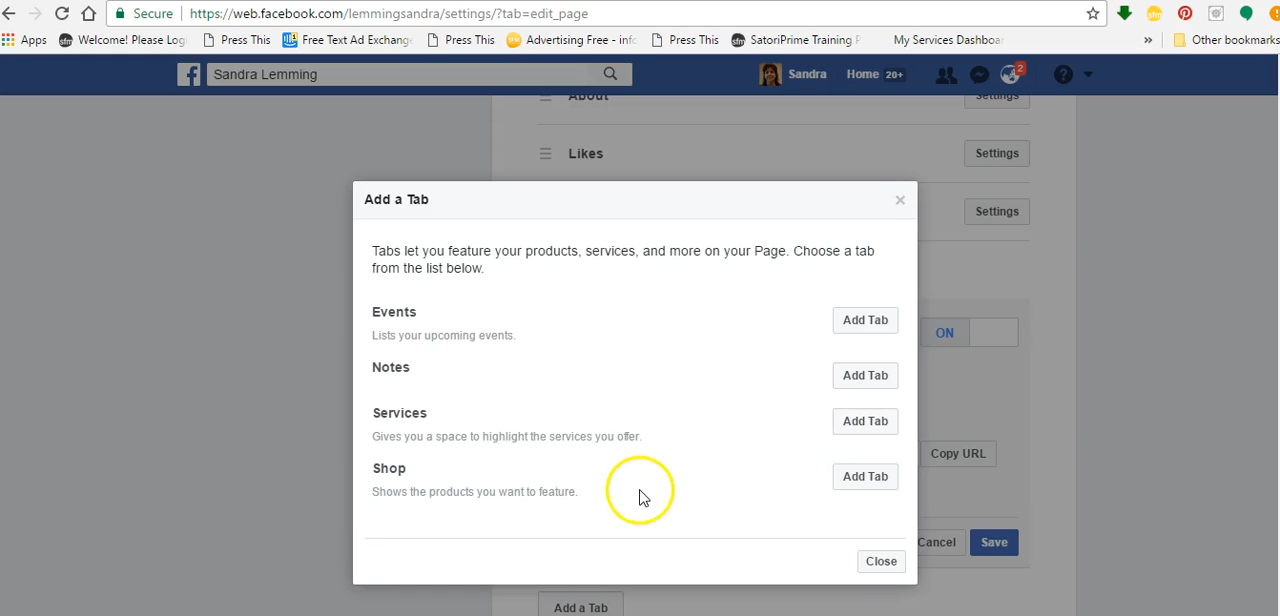 Secure | https://web.facebook.com/lemmingsandra/settings/?tab=edit_page
Apps sfm Welcome! Please Log Press This Free Text Ad Exchange Press This Advertising Free - info Press This sfm SatoriPrime Training P My Services Dashboar » Other bookmarks
Sandra Lemming Sandra Home 20+ 2
About Settings
Likes Settings
Settings
Add a Tab
Tabs let you feature your products, services, and more on your Page. Choose a tab
from the list below.
Events Add Tab
Lists your upcoming events.
ON
Notes Add Tab
Services Add Tab
Gives you a space to highlight the services you offer.
Copy URL
Shop Add Tab
Shows the products you want to feature.
Cancel Save
Close
Add a Tab